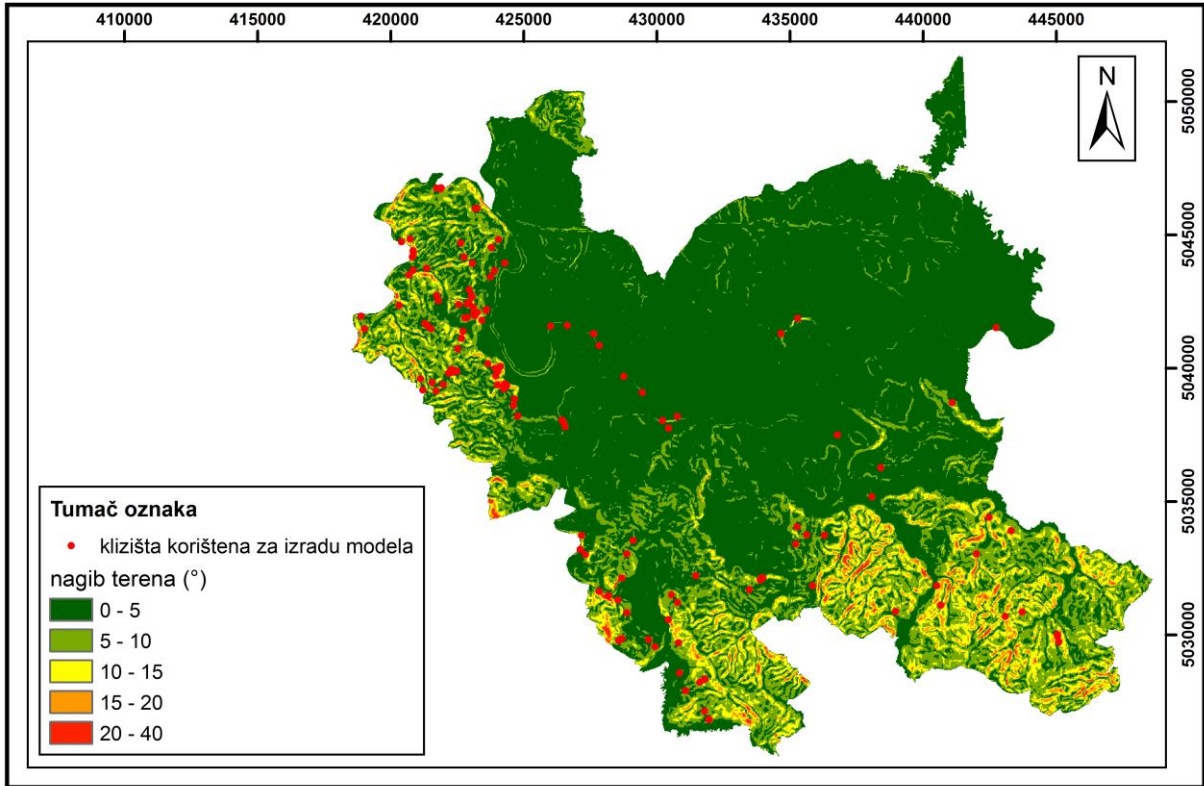 410000 415000 420000 425000 430000 435000 440000 445000
N
5050000
5045000
5040000
5035000
5030000
Tumač oznaka
klizišta korištena za izradu modela
nagib terena (°)
0 - 5
5 - 10
10 - 15
15 - 20
20 - 40